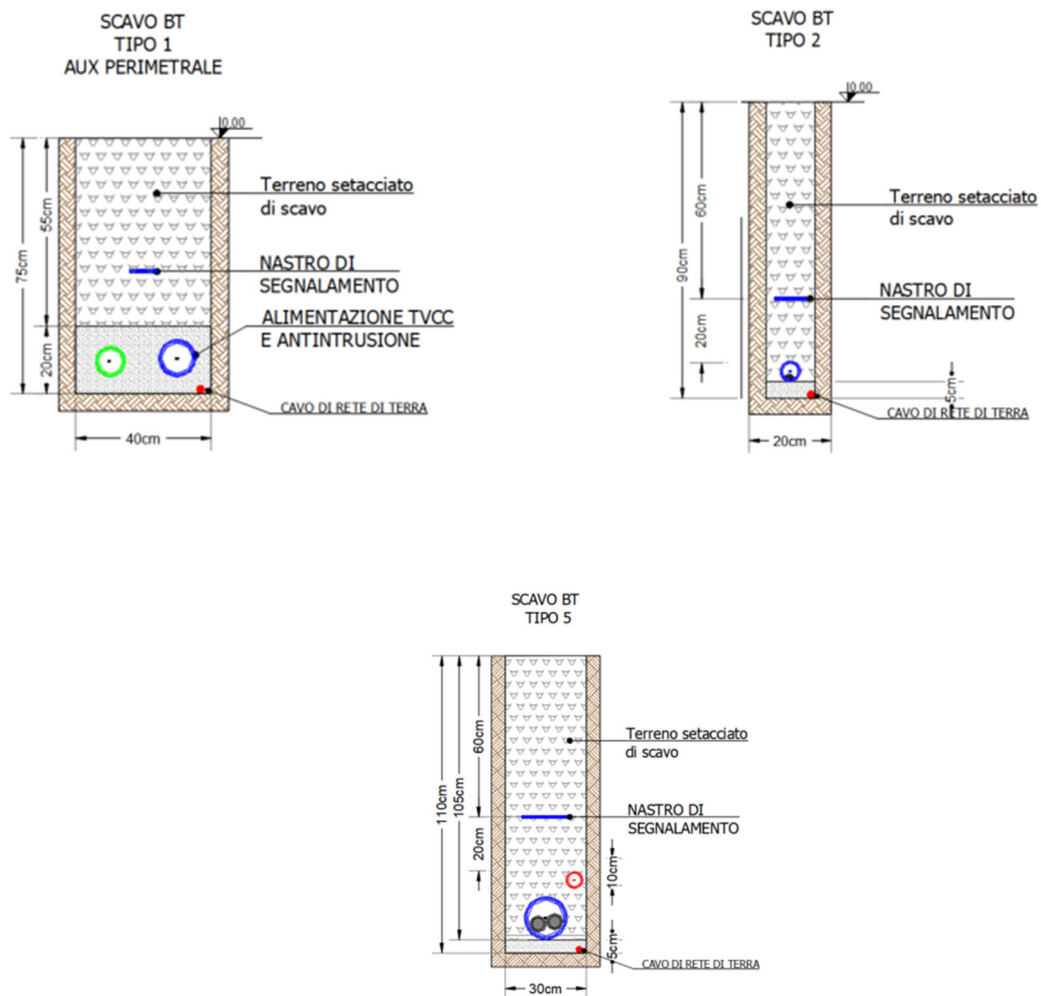 SCAVO BT
TIPO 1
AUX PERIMETRALE
0.00
Terreno setacciato
di scavo
NASTRO DI
SEGNALAMENTO
ALIMENTAZIONE TVCC
E ANTINTRUSIONE
CAVO DI RETE DI TERRA
75cm
55cm
20cm
40cm
SCAVO BT
TIPO 2
0.00
Terreno setacciato
di scavo
NASTRO DI
SEGNALAMENTO
CAVO DI RETE DI TERRA
90cm
60cm
20cm
5cm
20cm
SCAVO BT
TIPO 5
Terreno setacciato
di scavo
NASTRO DI
SEGNALAMENTO
CAVO DI RETE DI TERRA
110cm
105cm
60cm
20cm
10cm
5cm
30cm